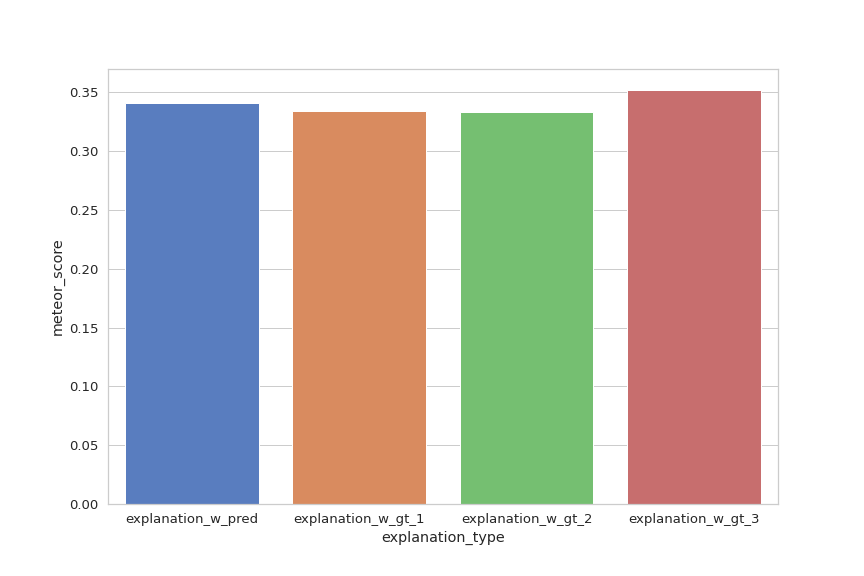 0.35
0.30
0.25
0.20
0.15
0.10
0.05
0.00
meteor_score
explanation_w_pred
explanation_w_gt_1
explanation_w_gt_2
explanation_w_gt_3
explanation_type